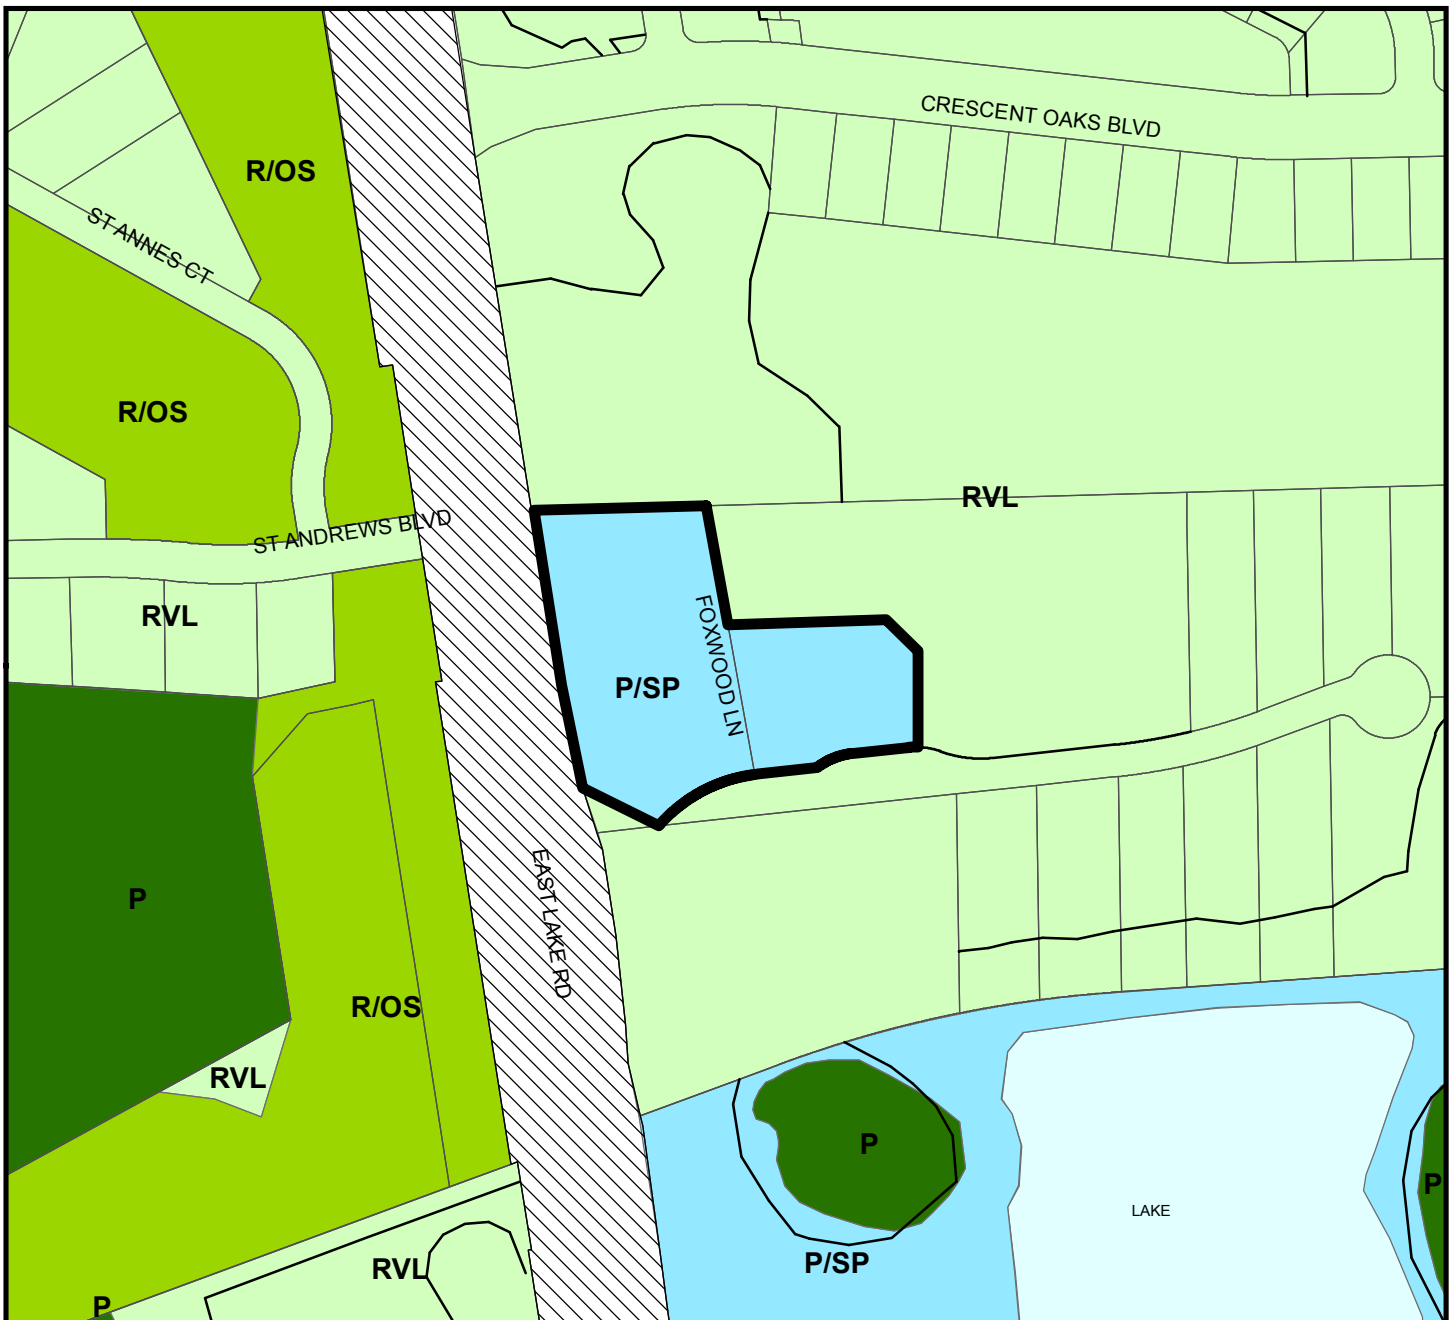 CRESCENT OAKS BLVD
R/OS
ST ANNES CT
R/OS
RVL
ST ANDREWS BLVD
RVL
FOXWOOD LN
P/SP
P
EAST LAKE RD
R/OS
RVL
P
P
LAKE
P/SP
RVL
P